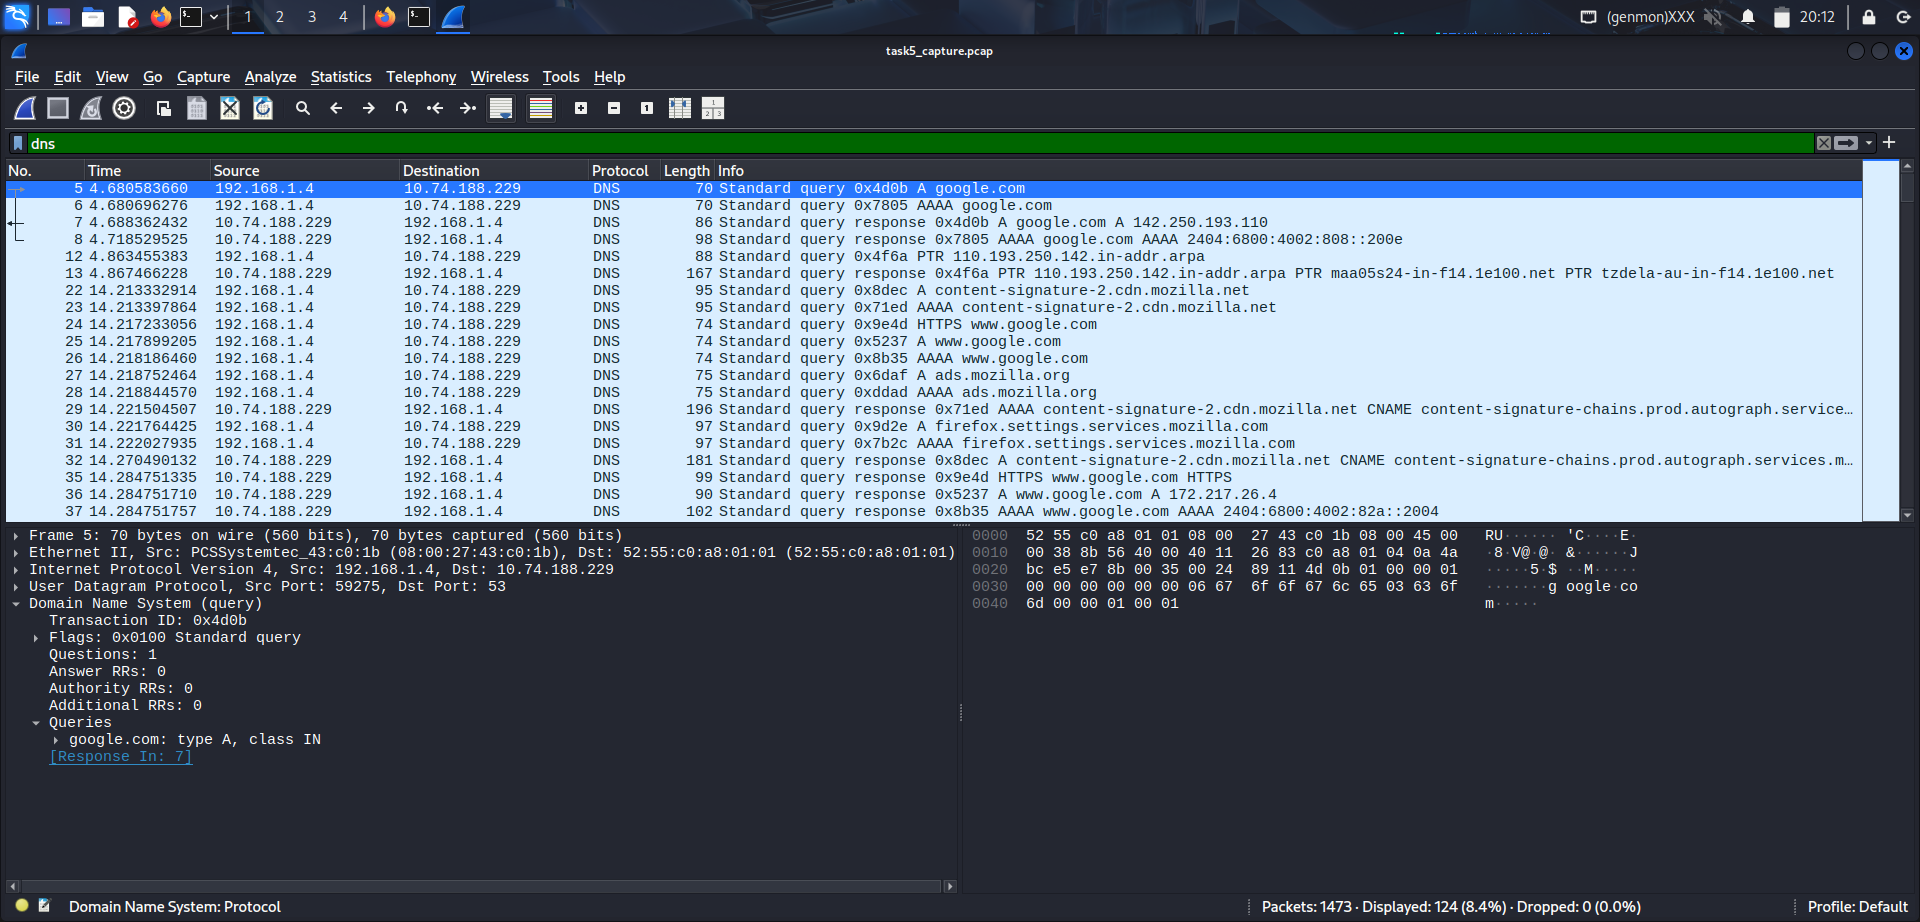 1 2 3 4 (genmon)XXX 20:12
task5_capture.pcap
File Edit View Go Capture Analyze Statistics Telephony Wireless Tools Help
dns
No. Time Source Destination Protocol Length Info
5 4.680583660 192.168.1.4 10.74.188.229 DNS 70 Standard query 0x4d0b A google.com
6 4.680696276 192.168.1.4 10.74.188.229 DNS 70 Standard query 0x7805 AAAA google.com
7 4.688362432 10.74.188.229 192.168.1.4 DNS 86 Standard query response 0x4d0b A google.com A 142.250.193.110
8 4.718529525 10.74.188.229 192.168.1.4 DNS 98 Standard query response 0x7805 AAAA google.com AAAA 2404:6800:4002:808::200e
12 4.863455383 192.168.1.4 10.74.188.229 DNS 88 Standard query 0x4f6a PTR 110.193.250.142.in-addr.arpa
13 4.867466228 10.74.188.229 192.168.1.4 DNS 167 Standard query response 0x4f6a PTR 110.193.250.142.in-addr.arpa PTR maa05s24-in-f14.1e100.net PTR tzdela-au-in-f14.1e100.net
22 14.213332914 192.168.1.4 10.74.188.229 DNS 95 Standard query 0x8dec A content-signature-2.cdn.mozilla.net
23 14.213397864 192.168.1.4 10.74.188.229 DNS 95 Standard query 0x71ed AAAA content-signature-2.cdn.mozilla.net
24 14.217233056 192.168.1.4 10.74.188.229 DNS 74 Standard query 0x9e4d HTTPS www.google.com
25 14.217899205 192.168.1.4 10.74.188.229 DNS 74 Standard query 0x5237 A www.google.com
26 14.218186460 192.168.1.4 10.74.188.229 DNS 74 Standard query 0x8b35 AAAA www.google.com
27 14.218752464 192.168.1.4 10.74.188.229 DNS 75 Standard query 0x6daf A ads.mozilla.org
28 14.218844570 192.168.1.4 10.74.188.229 DNS 75 Standard query 0xddad AAAA ads.mozilla.org
29 14.221504507 10.74.188.229 192.168.1.4 DNS 196 Standard query response 0x71ed AAAA content-signature-2.cdn.mozilla.net CNAME content-signature-chains.prod.autograph.service…
30 14.221764425 192.168.1.4 10.74.188.229 DNS 97 Standard query 0x9d2e A firefox.settings.services.mozilla.com
31 14.222027935 192.168.1.4 10.74.188.229 DNS 97 Standard query 0x7b2c AAAA firefox.settings.services.mozilla.com
32 14.270490132 10.74.188.229 192.168.1.4 DNS 181 Standard query response 0x8dec A content-signature-2.cdn.mozilla.net CNAME content-signature-chains.prod.autograph.services.m…
35 14.284751335 10.74.188.229 192.168.1.4 DNS 99 Standard query response 0x9e4d HTTPS www.google.com HTTPS
36 14.284751710 10.74.188.229 192.168.1.4 DNS 90 Standard query response 0x5237 A www.google.com A 172.217.26.4
37 14.284751757 10.74.188.229 192.168.1.4 DNS 102 Standard query response 0x8b35 AAAA www.google.com AAAA 2404:6800:4002:82a::2004
Frame 5: 70 bytes on wire (560 bits), 70 bytes captured (560 bits)
Ethernet II, Src: PCSSystemtec_43:c0:1b (08:00:27:43:c0:1b), Dst: 52:55:c0:a8:01:01 (52:55:c0:a8:01:01)
Internet Protocol Version 4, Src: 192.168.1.4, Dst: 10.74.188.229
User Datagram Protocol, Src Port: 59275, Dst Port: 53
Domain Name System (query)
Transaction ID: 0x4d0b
Flags: 0x0100 Standard query
Questions: 1
Answer RRs: 0
Authority RRs: 0
Additional RRs: 0
Queries
google.com: type A, class IN
[Response In: 7]
0000 52 55 c0 a8 01 01 08 00 27 43 c0 1b 08 00 45 00 RU······ 'C····E·
0010 00 38 8b 56 40 00 40 11 26 83 c0 a8 01 04 0a 4a ·8·V@·@· &······J
0020 bc e5 e7 8b 00 35 00 24 89 11 4d 0b 01 00 00 01 ·····5·$ ··M·····
0030 00 00 00 00 00 00 06 67 6f 6f 67 6c 65 03 63 6f ·······g oogle·co
0040 6d 00 00 01 00 01 m·····
Domain Name System: Protocol
Packets: 1473 · Displayed: 124 (8.4%) · Dropped: 0 (0.0%)
Profile: Default